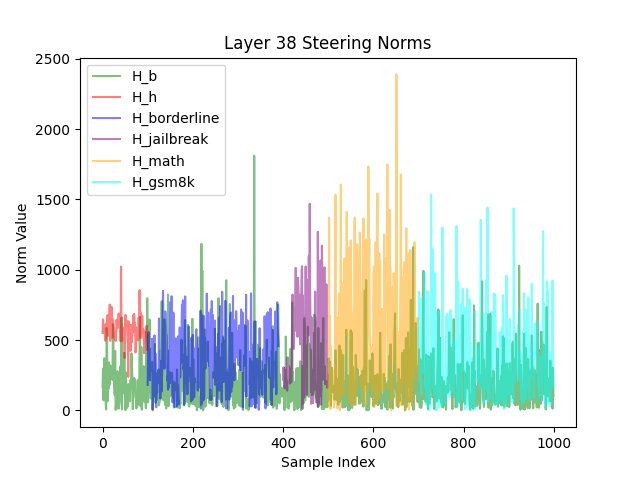 Layer 38 Steering Norms
2500
2000
1500
1000
500
0
Norm Value
H_b
H_h
H_borderline
H_jailbreak
H_math
H_gsm8k
0 200 400 600 800 1000
Sample Index